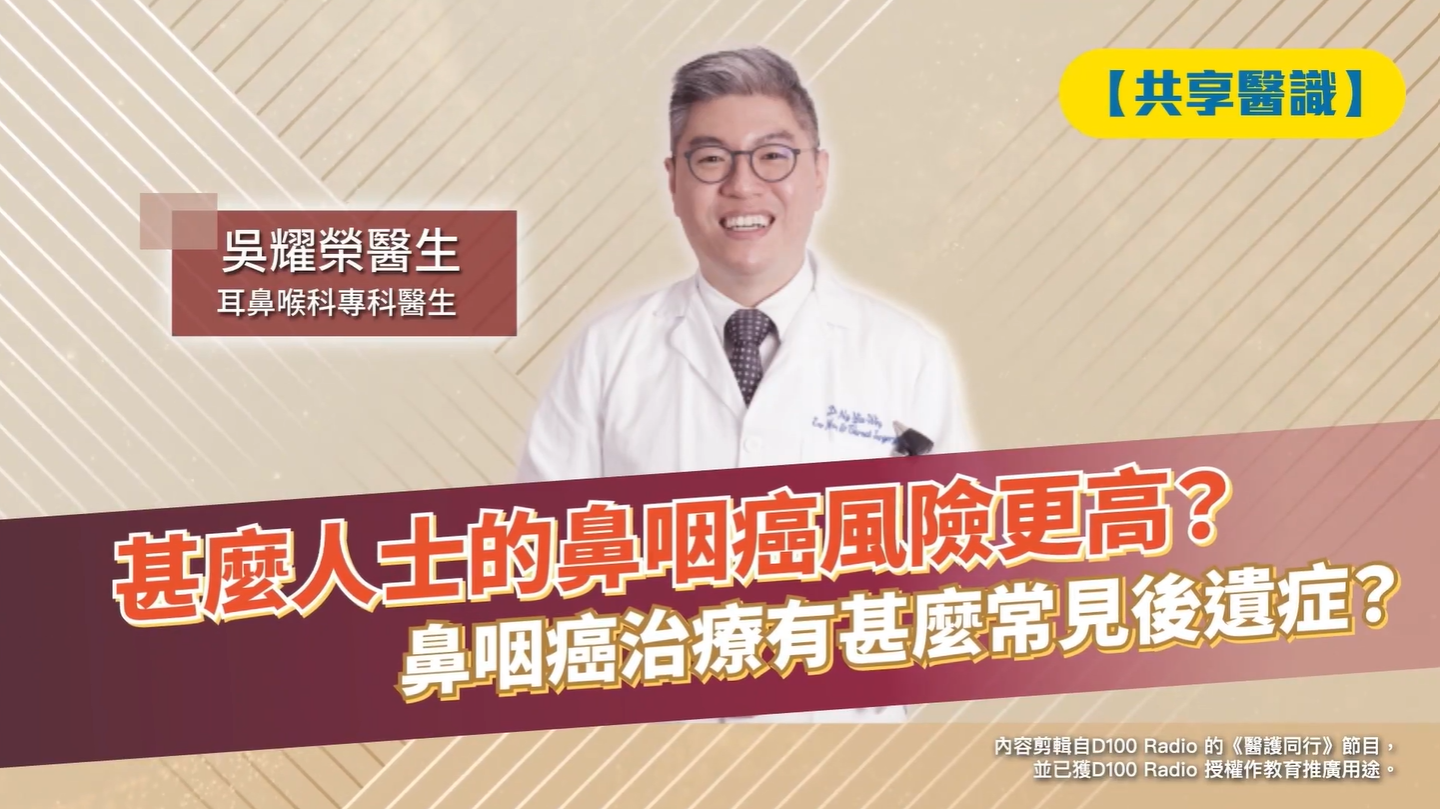 【共享醫識】
吳耀榮醫生
耳鼻喉科專科醫生
甚麼人士的鼻咽癌風險更高？
鼻咽癌治療有甚麼常見後遺症？
內容剪輯自D100 Radio 的《醫護同行》節目，
並已獲D100 Radio 授權作教育推廣用途。